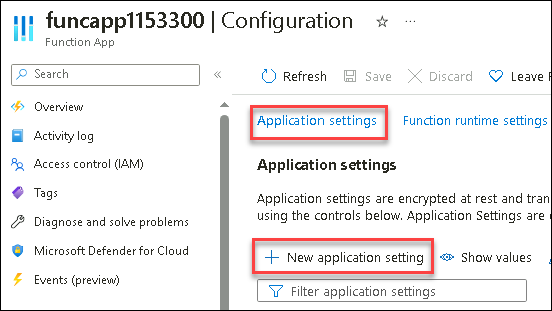 funcapp1153300 | Configuration
Function App
Search
Overview
Activity log
Access control (IAM)
Tags
Diagnose and solve problems
Microsoft Defender for Cloud
Events (preview)
Refresh
Save
Discard
Leave
Application settings
Function runtime settings
Application settings
Application settings are encrypted at rest and tran
using the controls below. Application Settings are
New application setting
Show values
Filter application settings